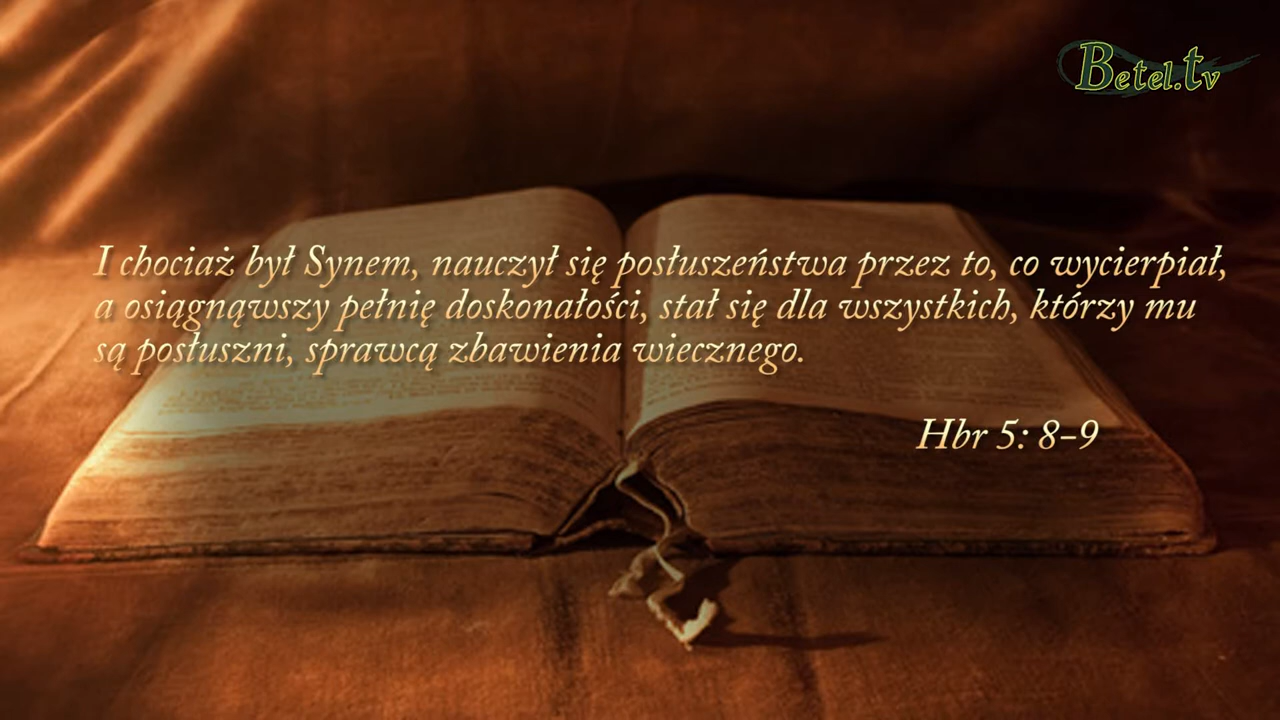 Betel.tv
I chociaż był Synem, nauczył się posłuszeństwa przez to, co wycierpiał,
a osiągnąwszy pełnię doskonałości, stał się dla wszystkich, którzy mu
są posłuszni, sprawcą zbawienia wiecznego.
Hbr 5: 8-9